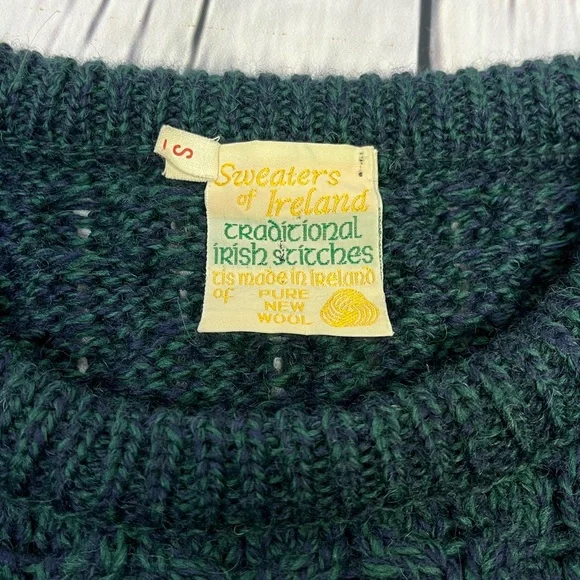 S
Sweaters
of Ireland
traditional
irish stitches
tis made in ireland
of PURE
NEW
WOOL